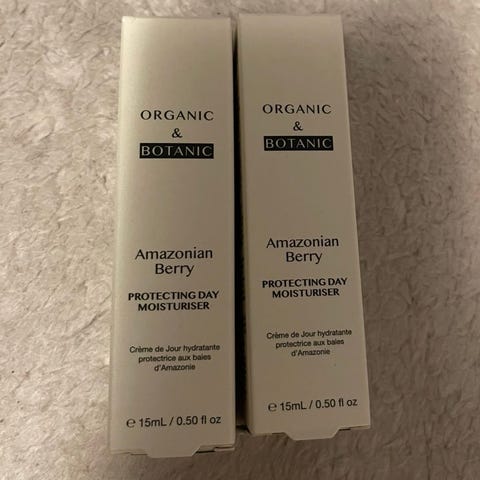 ORGANIC
&
BOTANIC
Amazonian
Berry
PROTECTING DAY
MOISTURISER
Crème de Jour hydratante
protectrice aux baies
d'Amazonie
℮ 15mL / 0.50 fl oz
ORGANIC
&
BOTANIC
Amazonian
Berry
PROTECTING DAY
MOISTURISER
Crème de Jour hydratante
protectrice aux baies
d'Amazonie
℮ 15mL / 0.50 fl oz